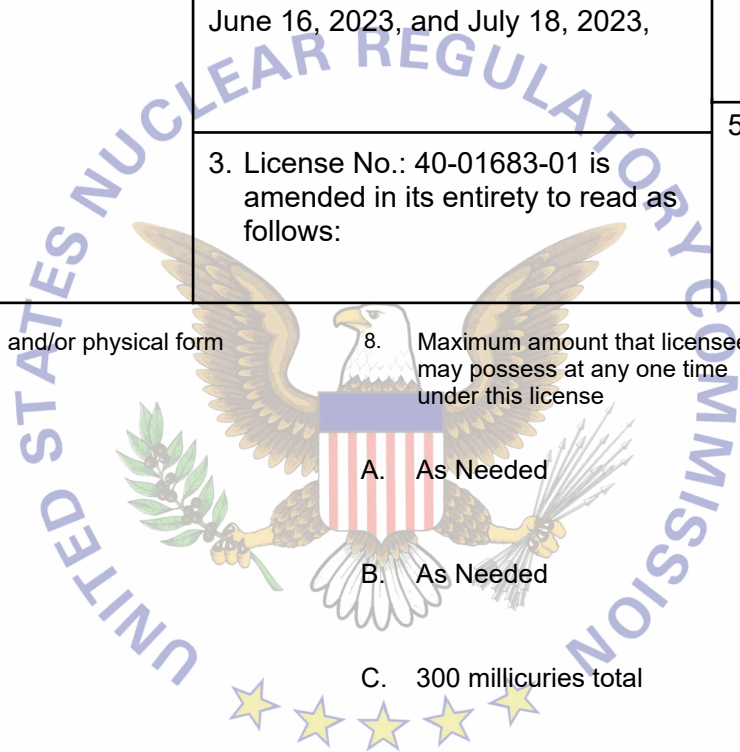 June 16, 2023, and July 18, 2023,
5
3. License No.: 40-01683-01 is
amended in its entirety to read as
follows:
and/or physical form
8. Maximum amount that licensee
may possess at any one time
under this license
A. As Needed
B. As Needed
C. 300 millicuries total
UNITED STATES NUCLEAR REGULATORY COMMISSION